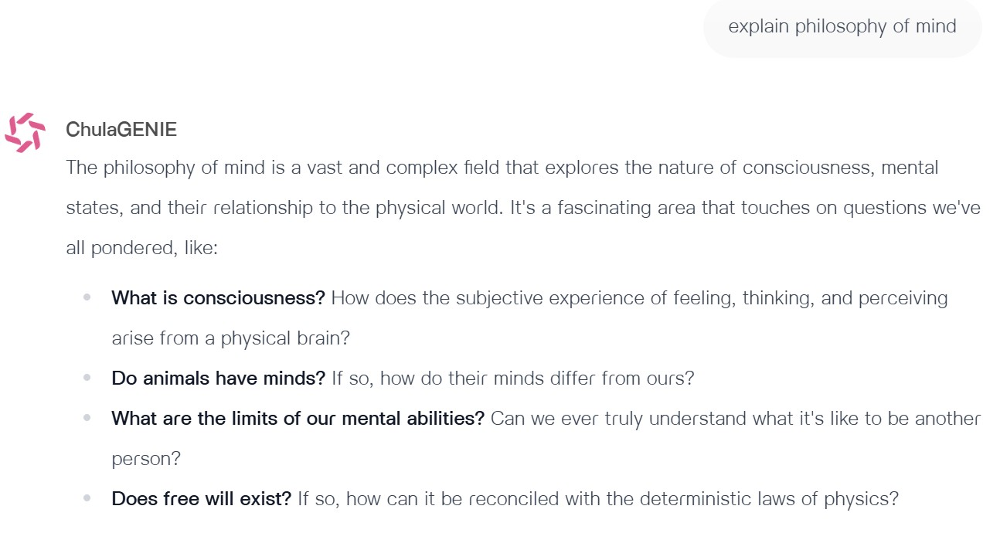 explain philosophy of mind
ChulaGENIE
The philosophy of mind is a vast and complex field that explores the nature of consciousness, mental
states, and their relationship to the physical world. It's a fascinating area that touches on questions we've
all pondered, like:
What is consciousness? How does the subjective experience of feeling, thinking, and perceiving
arise from a physical brain?
Do animals have minds? If so, how do their minds differ from ours?
What are the limits of our mental abilities? Can we ever truly understand what it's like to be another
person?
Does free will exist? If so, how can it be reconciled with the deterministic laws of physics?